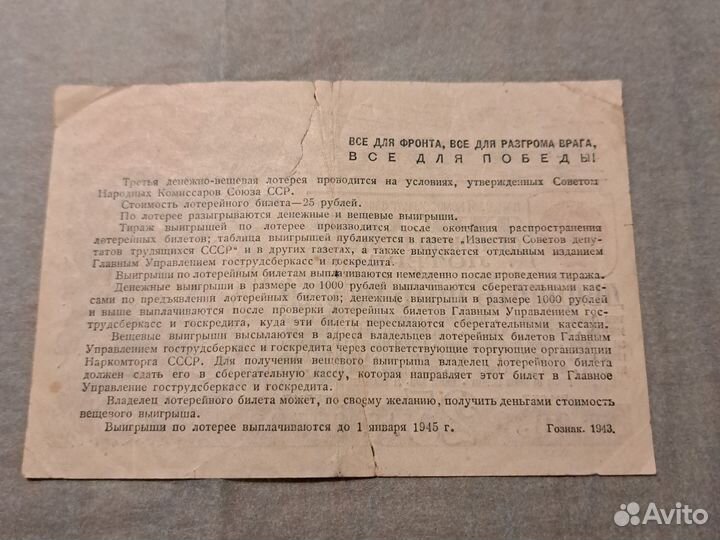 ВСЕ ДЛЯ ФРОНТА, ВСЕ ДЛЯ РАЗГРОМА ВРАГА,
ВСЕ ДЛЯ ПОБЕДЫ!
Третья денежно-вещевая лотерея проводится на условиях, утвержденных Советом
Народных Комиссаров Союза ССР.
Стоимость лотерейного билета—25 рублей.
По лотерее разыгрываются денежные и вещевые выигрыши.
Тираж выигрышей по лотерее производится после окончания распространения
лотерейных билетов; таблица выигрышей публикуется в газете „Известия Советов депу-
татов трудящихся СССР" и в других газетах, а также выпускается отдельным изданием
Главным Управлением гострудсберкасс и госкредита.
Выигрыши по лотерейным билетам выплачиваются немедленно после проведения тиража.
Денежные выигрыши в размере до 1000 рублей выплачиваются сберегательными кас-
сами по предъявлении лотерейных билетов; денежные выигрыши в размере 1000 рублей
и выше выплачиваются после проверки лотерейных билетов Главным Управлением гос-
трудсберкасс и госкредита, куда эти билеты пересылаются сберегательными кассами.
Вещевые выигрыши высылаются в адреса владельцев лотерейных билетов Главным
Управлением гострудсберкасс и госкредита через соответствующие торгующие организации
Наркомторга СССР. Для получения вещевого выигрыша владелец лотерейного билета
должен сдать его в сберегательную кассу, которая направляет этот билет в Главное
Управление гострудсберкасс и госкредита.
Владелец лотерейного билета может, по своему желанию, получить деньгами стоимость
вещевого выигрыша.
Выигрыши по лотерее выплачиваются до 1 января 1945 г. Гознак. 1943.
Avito